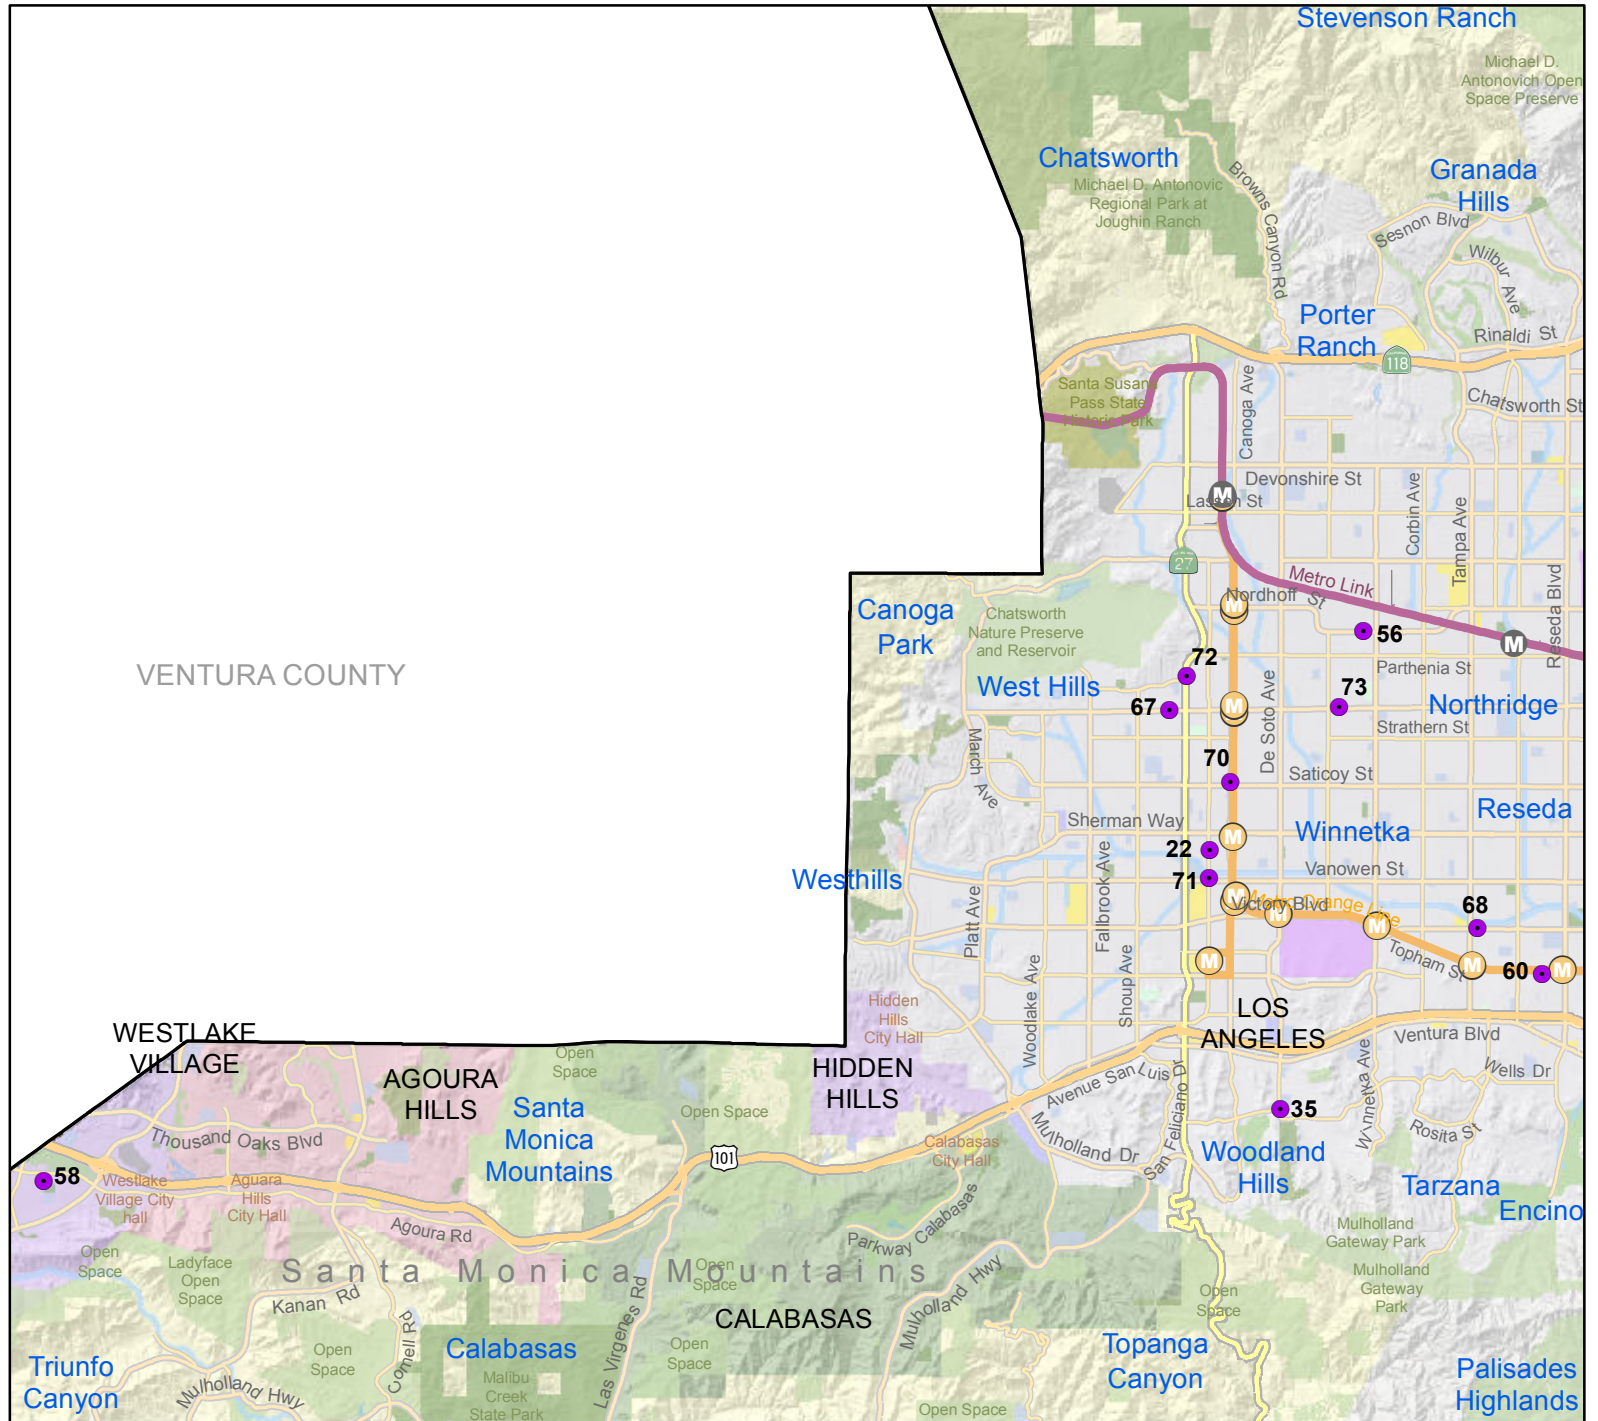 Stevenson Ranch
Michael D.
Antonovich Open
Space Preserve
Chatsworth
Michael D. Antonovic
Regional Park at
Joughin Ranch
Browns Canyon Rd
Granada
Hills
Sesnon Blvd
Wilbur Ave
Porter
Ranch
Rinaldi St
118
Santa Susana
Pass State
Historic Park
Canoga Ave
Chatsworth St
Devonshire St
M
Lassen St
Corbin Ave
Tampa Ave
27
Metro Link
Nordhoff St
M
Canoga
Park
Chatsworth
Nature Preserve
and Reservoir
56
M
Reseda Blvd
72
Parthenia St
VENTURA COUNTY
West Hills
67
M
De Soto Ave
73
Northridge
Strathern St
March Ave
70
Saticoy St
Sherman Way
M
Winnetka
Reseda
22
Vanowen St
Westhills
71
Fallbrook Ave
Platt Ave
M
Metro Orange Line
Victory Blvd
M
M
68
Topham St
M
60
M
M
Shoup Ave
Woodlake Ave
Hidden
Hills
City Hall
LOS
ANGELES
Ventura Blvd
WESTLAKE
VILLAGE
Open
Space
HIDDEN
HILLS
AGOURA
HILLS
Avenue San Luis
San Feliciano Dr
Winnetka Ave
Wells Dr
Santa
Monica
Mountains
Open Space
35
Mulholland Dr
Rosita St
Thousand Oaks Blvd
Calabasas
City Hall
101
Woodland
Hills
58
Westlake
Village City
hall
Aguara
Hills
City Hall
Tarzana
Encino
Agoura Rd
Parkway Calabasas
Mulholland
Gateway Park
Open
Space
Ladyface
Open
Space
Santa Monica Mountains
Open
Space
Mulholland Hwy
Mulholland
Gateway
Park
Kanan Rd
Cornell Rd
Las Virgenes Rd
CALABASAS
Open
Space
Open
Space
Calabasas
Open
Space
Topanga
Canyon
Triunfo
Canyon
Mulholland Hwy
Malibu
Creek
State Park
Open Space
Palisades
Highlands